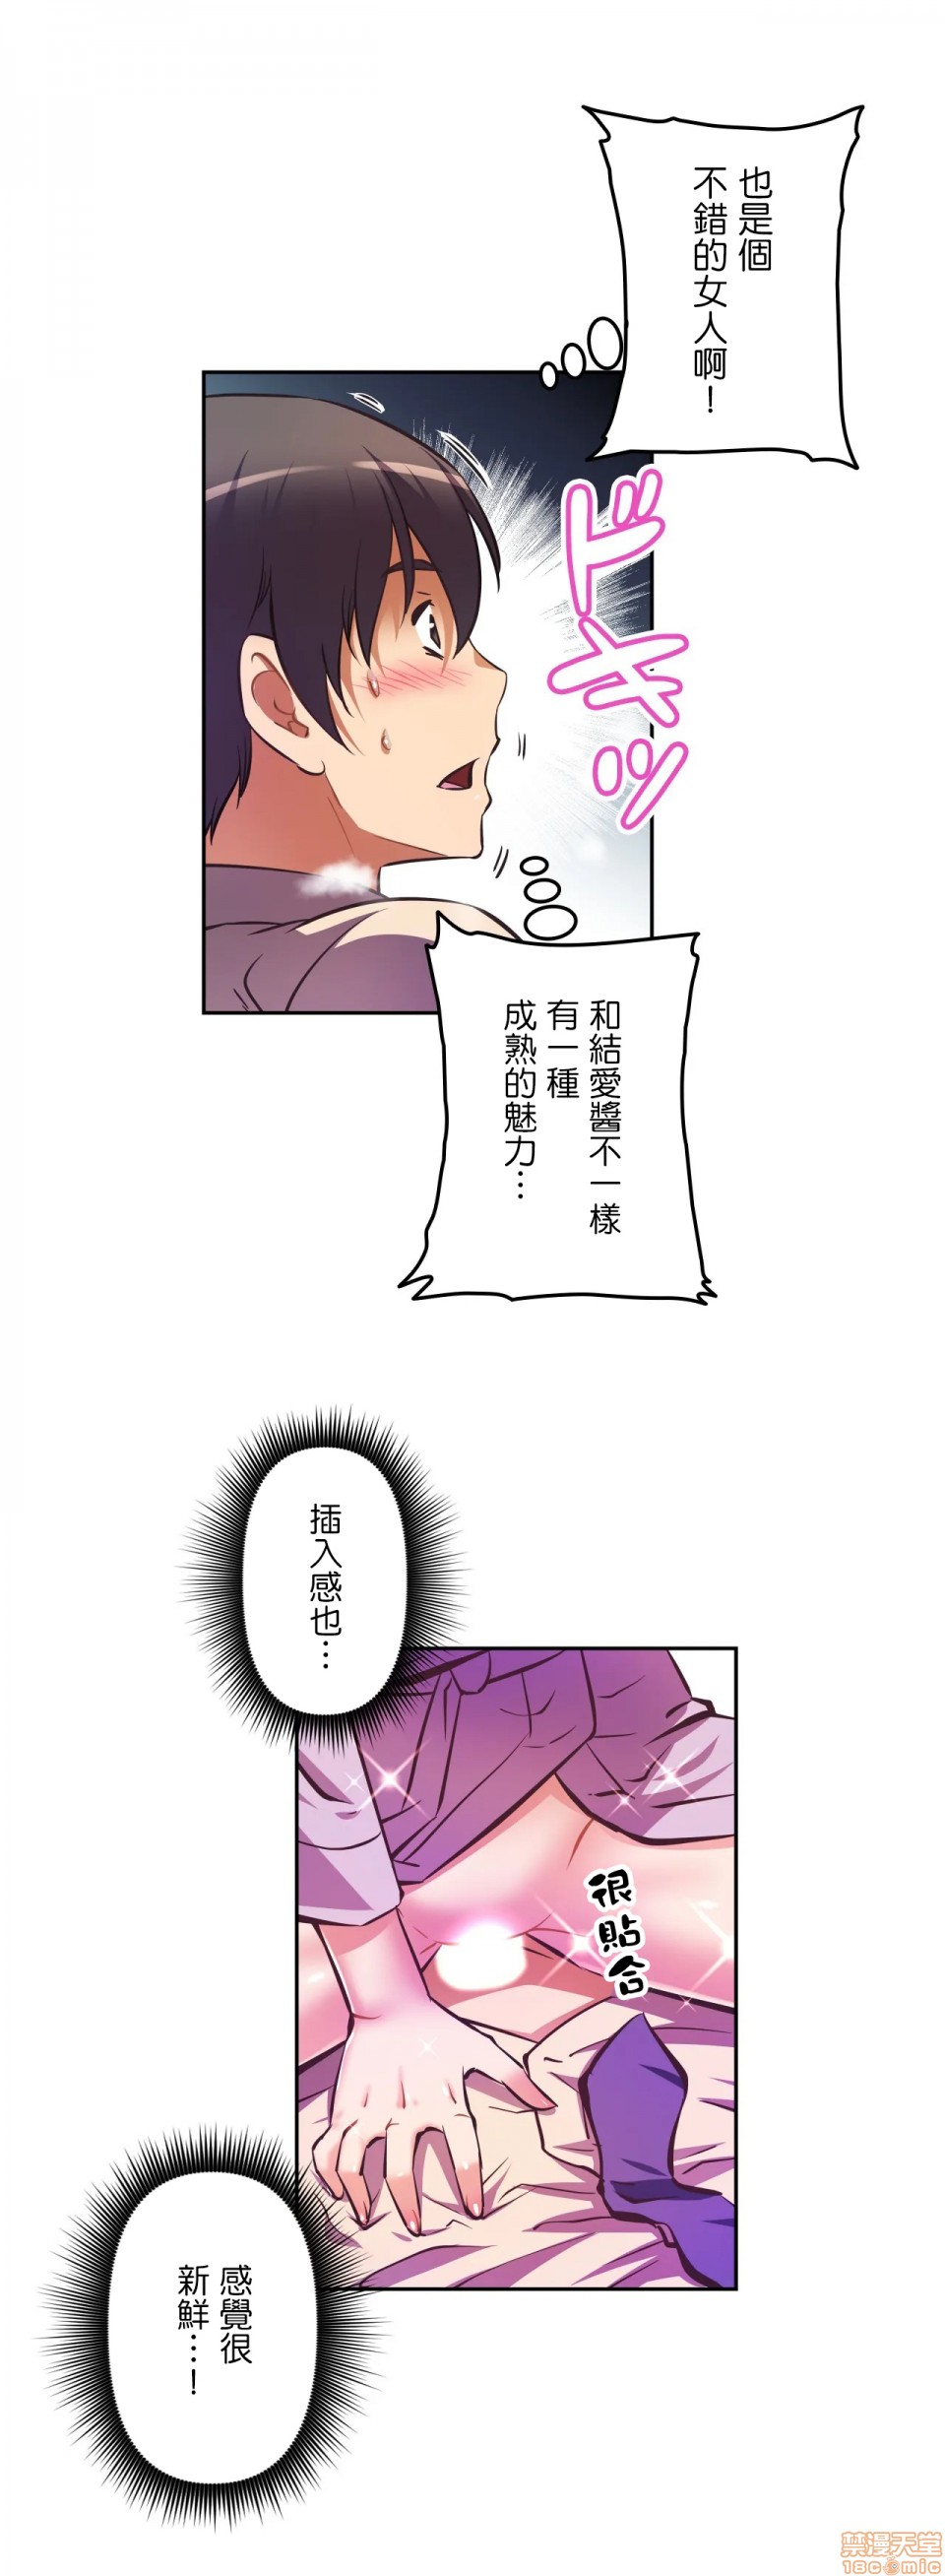 也是個
不錯的女人啊！
ドキッ
和結愛醬不一樣
有一種
成熟的魅力…
插入感也…
很貼合
感覺很
新鮮…！
禁漫天堂
18comic